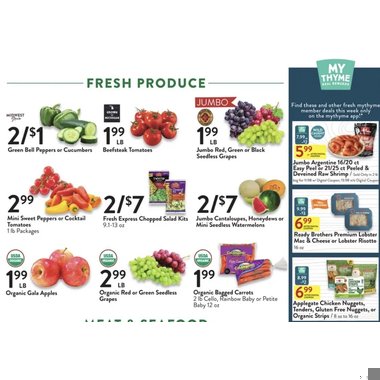 FRESH PRODUCE
MIDWEST
2/$1
Green Bell Peppers or Cucumbers
1 99 LB
Beefsteak Tomatoes
JUMBO
1 99 LB
Jumbo Red, Green or Black
Seedless Grapes
2 99
Mini Sweet Peppers or Cocktail
Tomatoes
1 lb Packages
2/$7
Fresh Express Chopped Salad Kits
9.1-13 oz
2/$7
Jumbo Cantaloupes, Honeydews or
Mini Seedless Watermelons
USDA
ORGANIC
1 99 LB
Organic Gala Apples
USDA
ORGANIC
2 99 LB
Organic Red or Green Seedless
Grapes
USDA
ORGANIC
5
Organic Bagged Carrots
2 lb Cello, Rainbow Baby or Petite
Baby 12 oz
MEAT & SEAFOOD
MY
THYME
Find these and other fresh mythyme
member deals this week only
on the mythyme app!*
7.99
5 99
Jumbo Argentine 16/20 ct
Easy Peel or 21/25 ct Peeled &
Deveined Raw Shrimp
6 99
Ready Brothers Premium Lobster
Mac & Cheese or Lobster Risotto
16 oz
8.99
6 99
Applegate Chicken Nuggets,
Tenders, Gluten Free Nuggets, or
Organic Strips / 8 oz to 16 oz